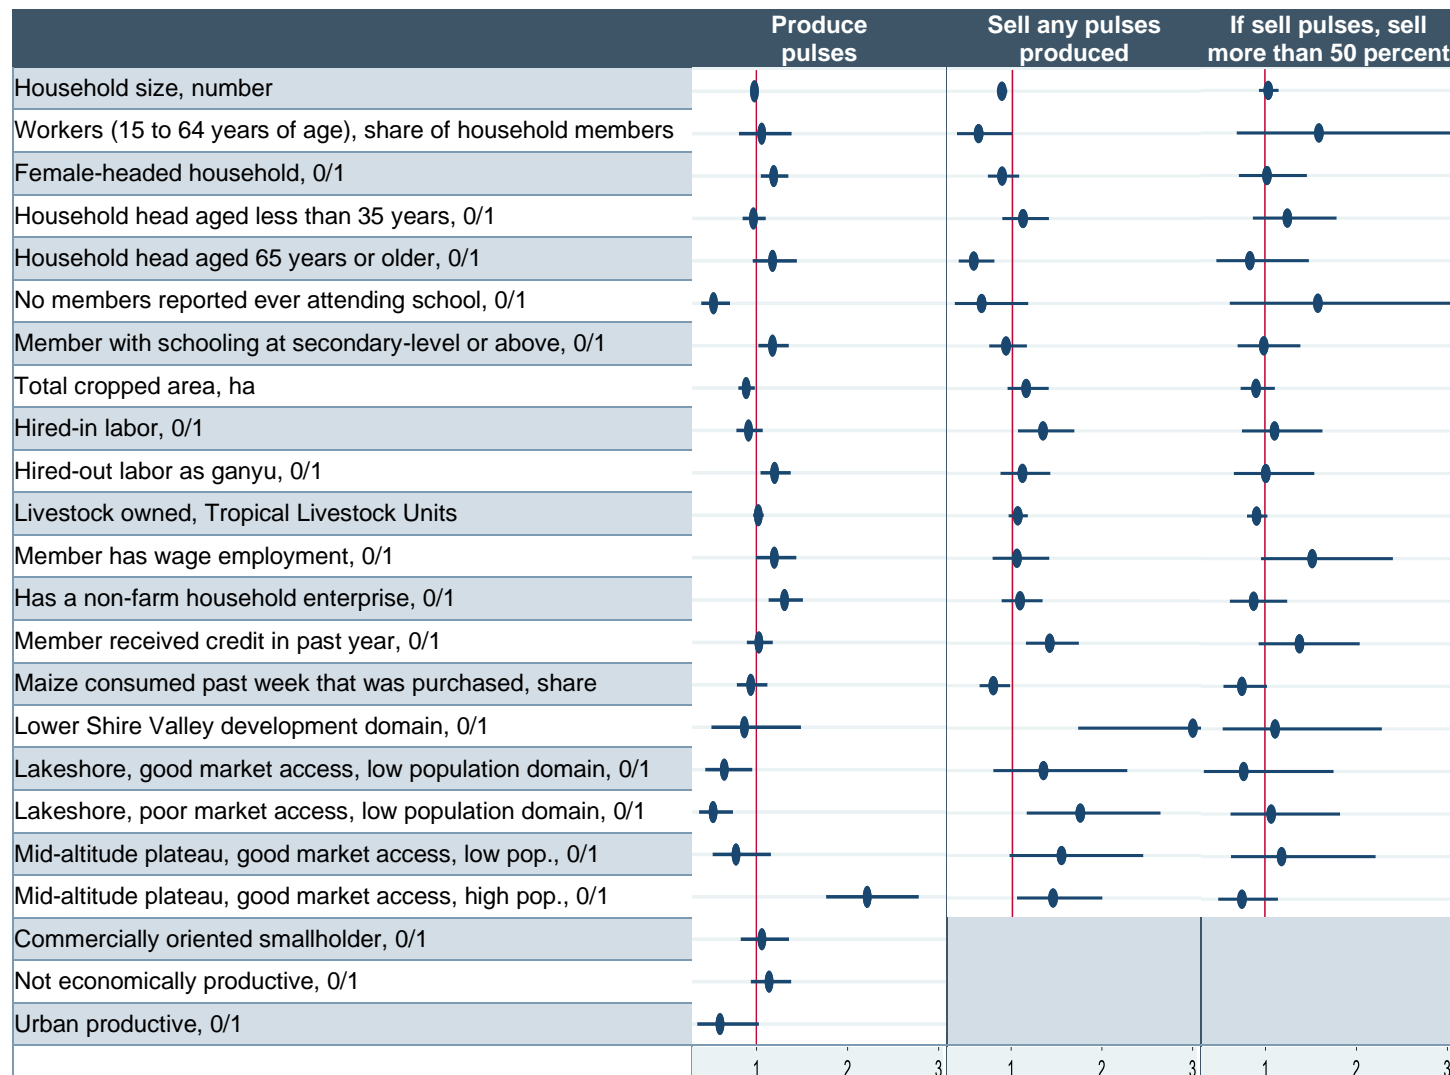 Produce
pulses
Sell any pulses
produced
If sell pulses, sell
more than 50 percent
Household size, number
Workers (15 to 64 years of age), share of household members
Female-headed household, 0/1
Household head aged less than 35 years, 0/1
Household head aged 65 years or older, 0/1
No members reported ever attending school, 0/1
Member with schooling at secondary-level or above, 0/1
Total cropped area, ha
Hired-in labor, 0/1
Hired-out labor as ganyu, 0/1
Livestock owned, Tropical Livestock Units
Member has wage employment, 0/1
Has a non-farm household enterprise, 0/1
Member received credit in past year, 0/1
Maize consumed past week that was purchased, share
Lower Shire Valley development domain, 0/1
Lakeshore, good market access, low population domain, 0/1
Lakeshore, poor market access, low population domain, 0/1
Mid-altitude plateau, good market access, low pop., 0/1
Mid-altitude plateau, good market access, high pop., 0/1
Commercially oriented smallholder, 0/1
Not economically productive, 0/1
Urban productive, 0/1
1 2 3 1 2 3 1 2 3